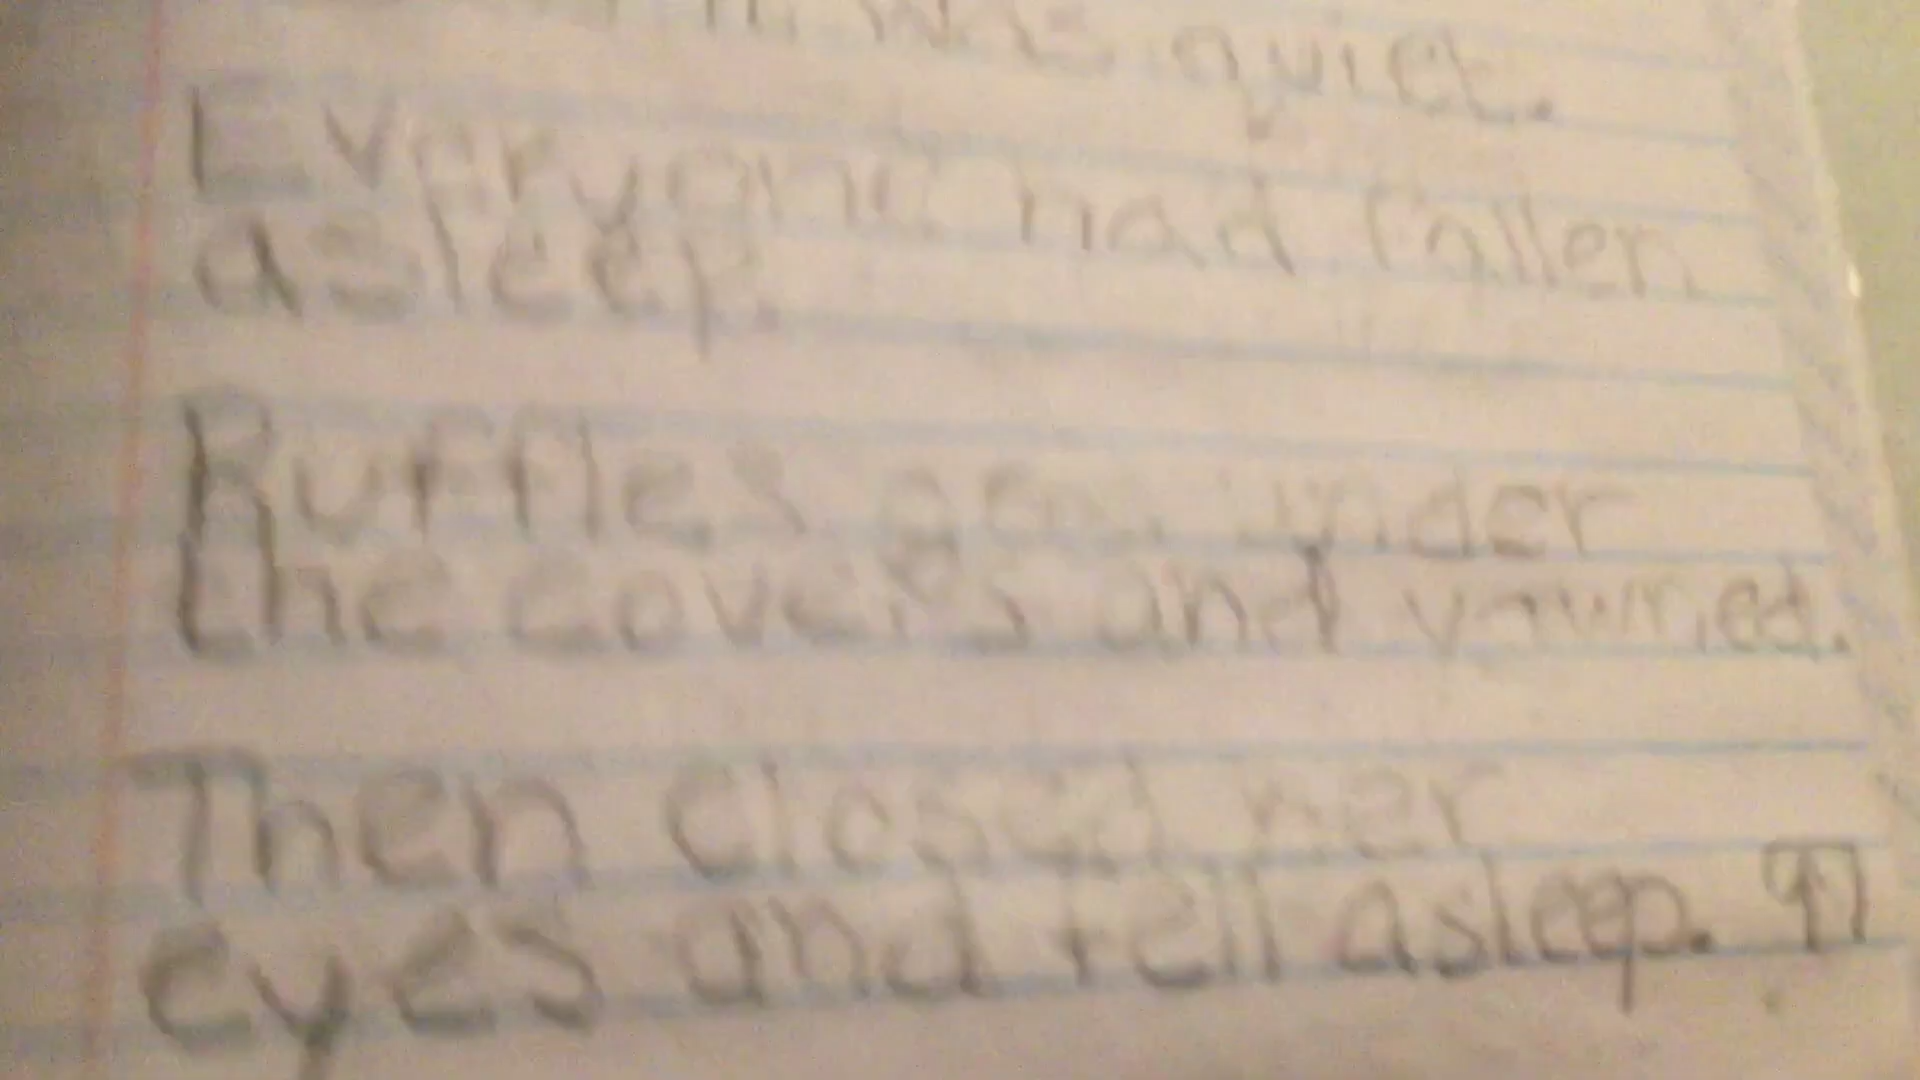 was quiet.
Everyone had fallen
asleep.
Ruffles got under
the covers and yawned.
Then closed her
eyes and fell asleep.